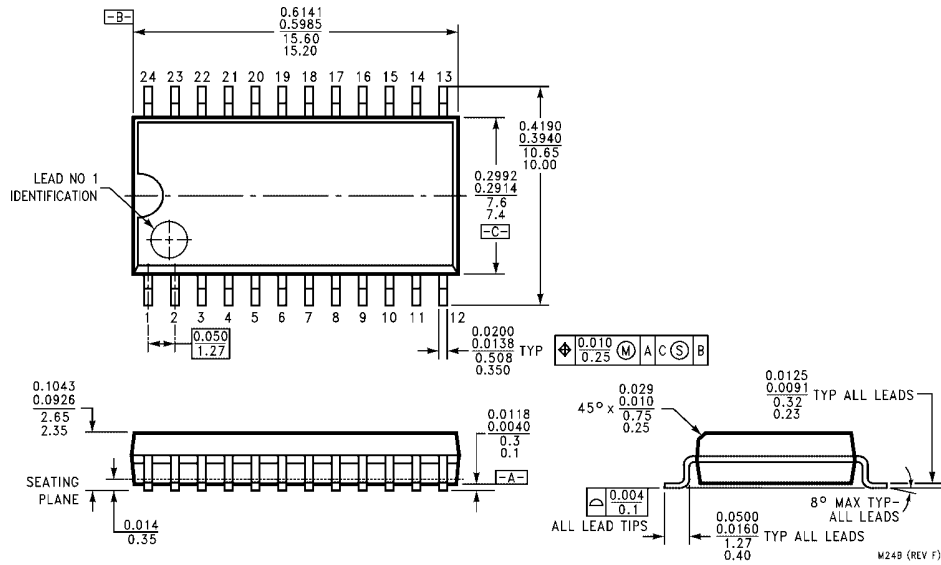 -B-
0.6141
0.5985
15.60
15.20
24 23 22 21 20 19 18 17 16 15 14 13
LEAD NO 1
IDENTIFICATION
0.4190
0.3940
10.65
10.00
0.2992
0.2914
7.6
7.4
-C-
1 2 3 4 5 6 7 8 9 10 11 12
0.050
1.27
0.0200
0.0138
0.508
0.350
TYP
0.010
0.25
M A C S B
0.1043
0.0926
2.65
2.35
SEATING
PLANE
0.014
0.35
0.0118
0.0040
0.3
0.1
-A-
45° x
0.029
0.010
0.75
0.25
0.0125
0.0091
0.32
0.23
TYP ALL LEADS
0.004
0.1
ALL LEAD TIPS
0.0500
0.0160
1.27
0.40
TYP ALL LEADS
8° MAX TYP-
ALL LEADS
M24B (REV F)